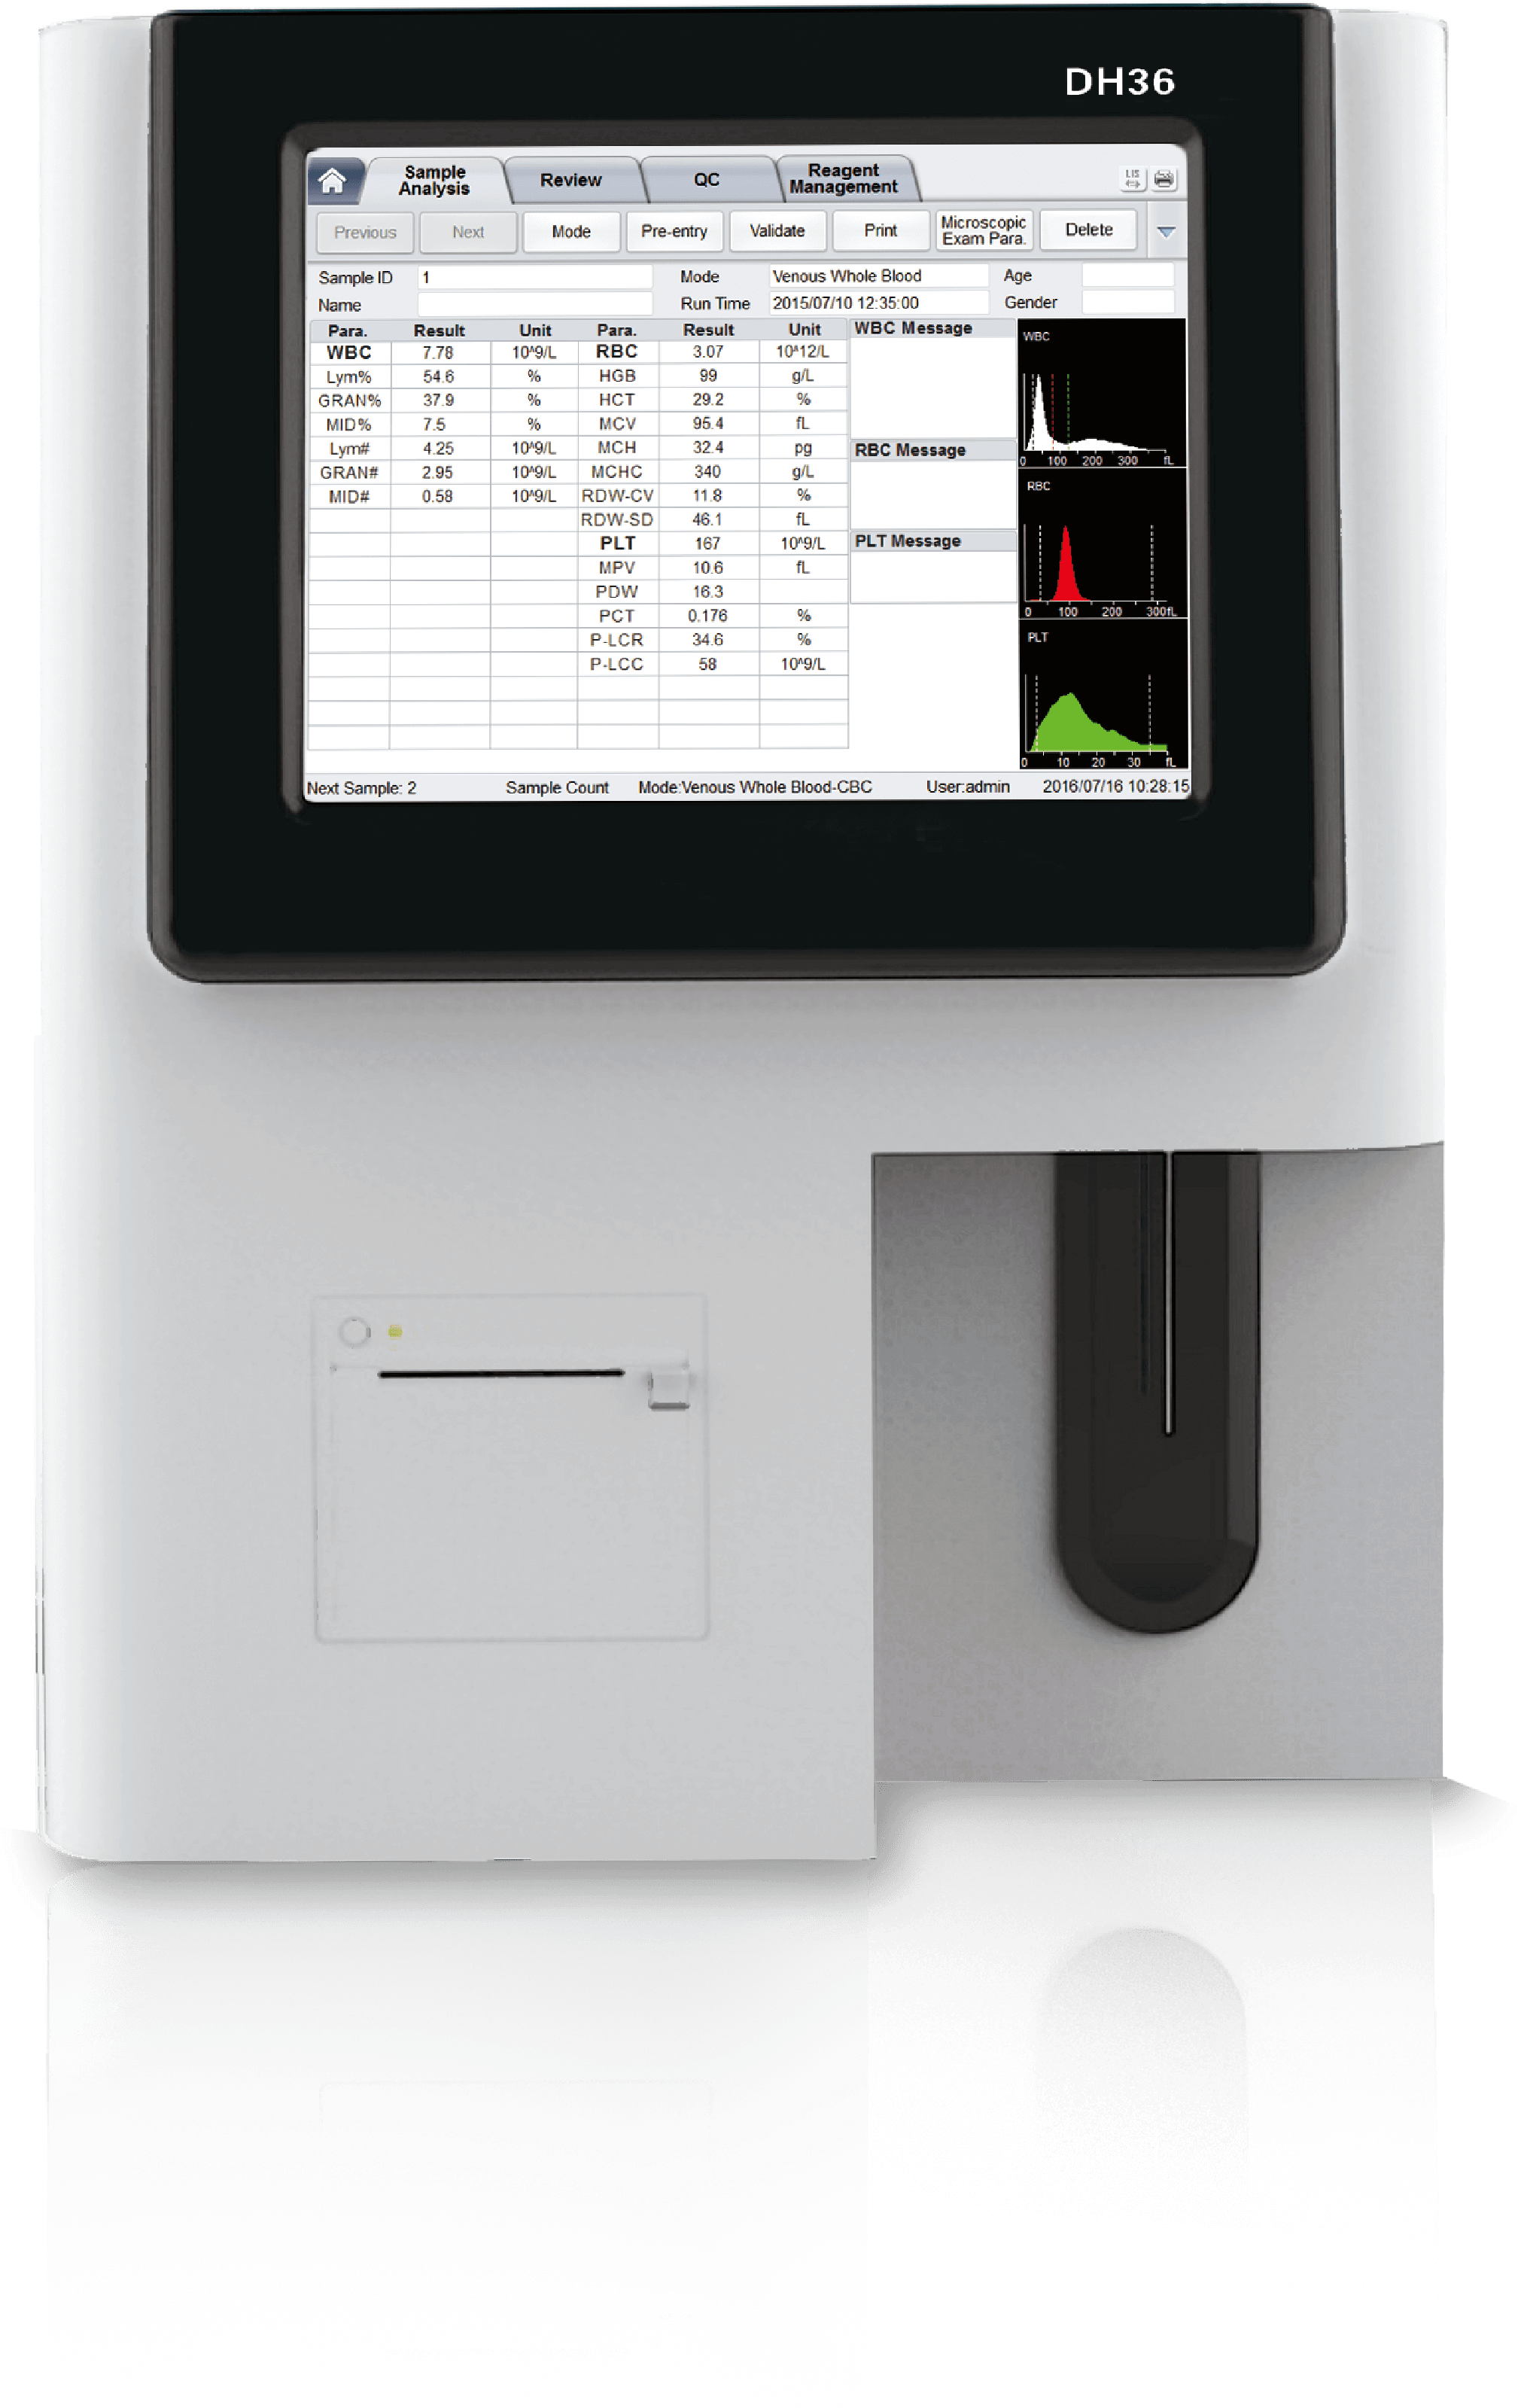 DH36
Sample Analysis Review QC Reagent Management LIS
Previous Next Mode Pre-entry Validate Print Microscopic Exam Para. Delete
Sample ID 1 Mode Venous Whole Blood Age
Name Run Time 2015/07/10 12:35:00 Gender
Para. Result Unit Para. Result Unit WBC Message
WBC 7.78 10^9/L RBC 3.07 10^12/L
Lym% 54.6 % HGB 99 g/L
GRAN% 37.9 % HCT 29.2 %
MID% 7.5 % MCV 95.4 fL
Lym# 4.25 10^9/L MCH 32.4 pg
GRAN# 2.95 10^9/L MCHC 340 g/L
MID# 0.58 10^9/L RDW-CV 11.8 %
RDW-SD 46.1 fL
PLT 167 10^9/L
MPV 10.6 fL
PDW 16.3
PCT 0.176 %
P-LCR 34.6 %
P-LCC 58 10^9/L
RBC Message
PLT Message
WBC
0 100 200 300 fL
RBC
0 100 200 300fL
PLT
0 10 20 30 fL
Next Sample: 2 Sample Count Mode:Venous Whole Blood-CBC User:admin 2016/07/16 10:28:15